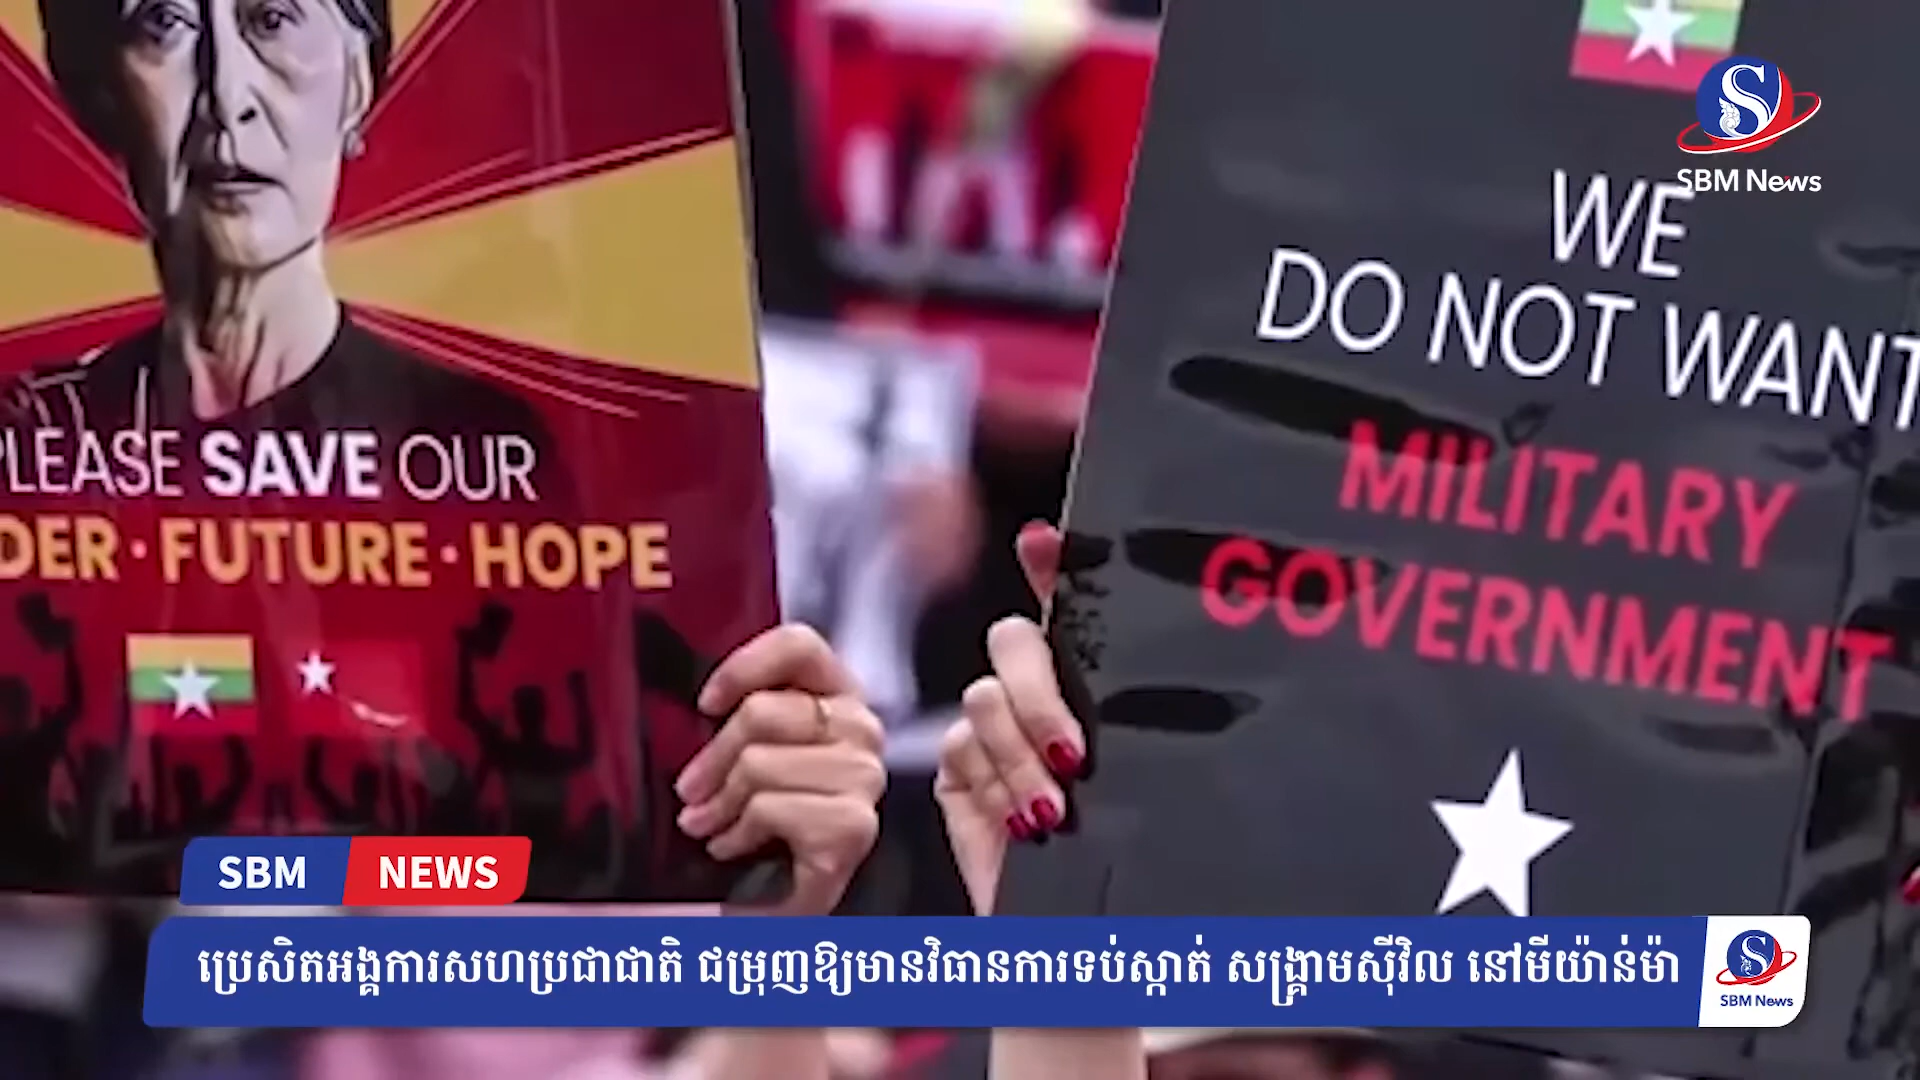 SBM News
WE
DO NOT WANT
MILITARY
GOVERNMENT
PLEASE SAVE OUR
DER · FUTURE · HOPE
SBM NEWS
ប្រេសិតអង្គការសហប្រជាជាតិ ជម្រុញឱ្យមានវិធានការទប់ស្កាត់ សង្គ្រាមស៊ីវិល នៅមីយ៉ាន់ម៉ា
SBM News